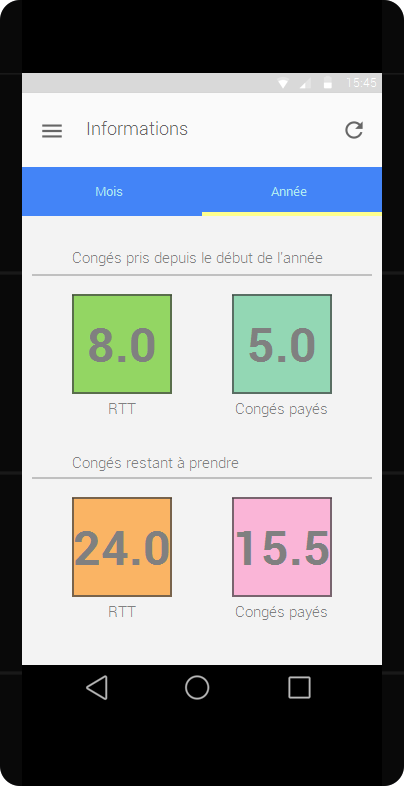 15:45
Informations
Mois
Année
Congés pris depuis le début de l'année
8.0
5.0
RTT
Congés payés
Congés restant à prendre
24.0
15.5
RTT
Congés payés